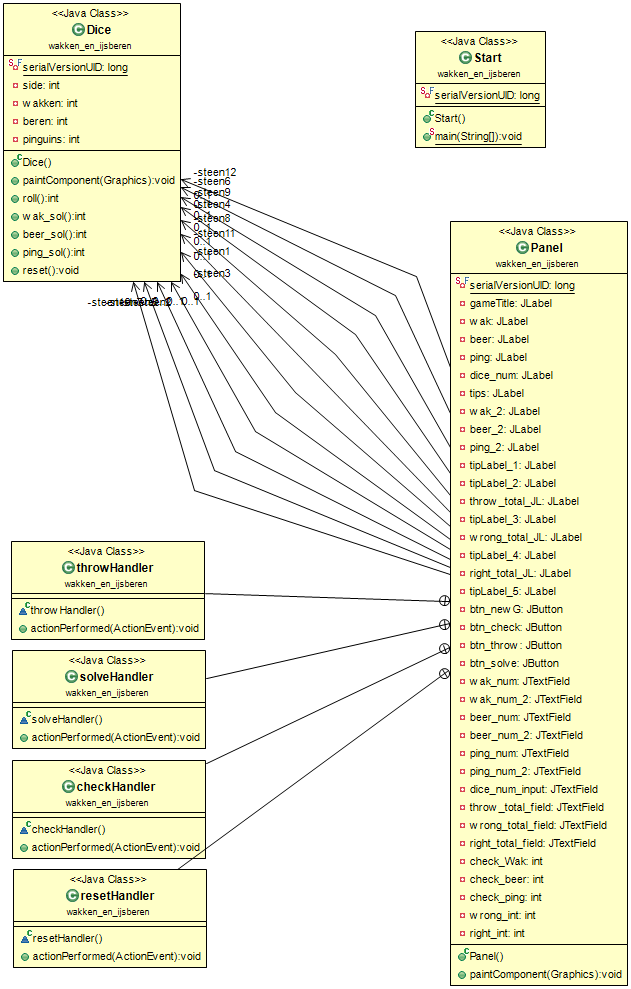 <<Java Class>>
Dice
wakken_en_ijsberen
serialVersionUID: long
side: int
wakken: int
beren: int
pinguins: int
Dice()
paintComponent(Graphics):void
roll():int
wak_sol():int
beer_sol():int
ping_sol():int
reset():void
<<Java Class>>
Start
wakken_en_ijsberen
serialVersionUID: long
Start()
main(String[]):void
-steen12
-steen6
-steen9
-steen4
-steen8
-steen11
0..1
-steen1
0..1
-steen3
0..1
<<Java Class>>
Panel
wakken_en_ijsberen
serialVersionUID: long
gameTitle: JLabel
wak: JLabel
beer: JLabel
ping: JLabel
dice_num: JLabel
tips: JLabel
wak_2: JLabel
beer_2: JLabel
ping_2: JLabel
tipLabel_1: JLabel
tipLabel_2: JLabel
throw_total_JL: JLabel
tipLabel_3: JLabel
wrong_total_JL: JLabel
tipLabel_4: JLabel
right_total_JL: JLabel
tipLabel_5: JLabel
btn_newG: JButton
btn_check: JButton
btn_throw: JButton
btn_solve: JButton
wak_num: JTextField
wak_num_2: JTextField
beer_num: JTextField
beer_num_2: JTextField
ping_num: JTextField
ping_num_2: JTextField
dice_num_input: JTextField
throw_total_field: JTextField
wrong_total_field: JTextField
right_total_field: JTextField
check_Wak: int
check_beer: int
check_ping: int
wrong_int: int
right_int: int
Panel()
paintComponent(Graphics):void
<<Java Class>>
throwHandler
wakken_en_ijsberen
throwHandler()
actionPerformed(ActionEvent):void
<<Java Class>>
solveHandler
wakken_en_ijsberen
solveHandler()
actionPerformed(ActionEvent):void
<<Java Class>>
checkHandler
wakken_en_ijsberen
checkHandler()
actionPerformed(ActionEvent):void
<<Java Class>>
resetHandler
wakken_en_ijsberen
resetHandler()
actionPerformed(ActionEvent):void